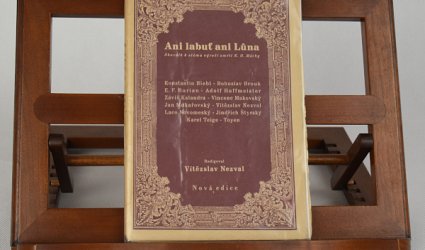 Ani labuť ani Lůna
Sborník k stému výročí smrti K. H. Máchy
Konstantin Biebl - Bohuslav Brouk
E. F. Burian - Adolf Hoffmeister
Záviš Kalandra - Vincenc Makovský
Jan Mukařovský - Vítězslav Nezval
Laco Novomeský - Jindřich Štyrský
Karel Teige - Toyen
Redigoval
Vítězslav Nezval
Nová edice